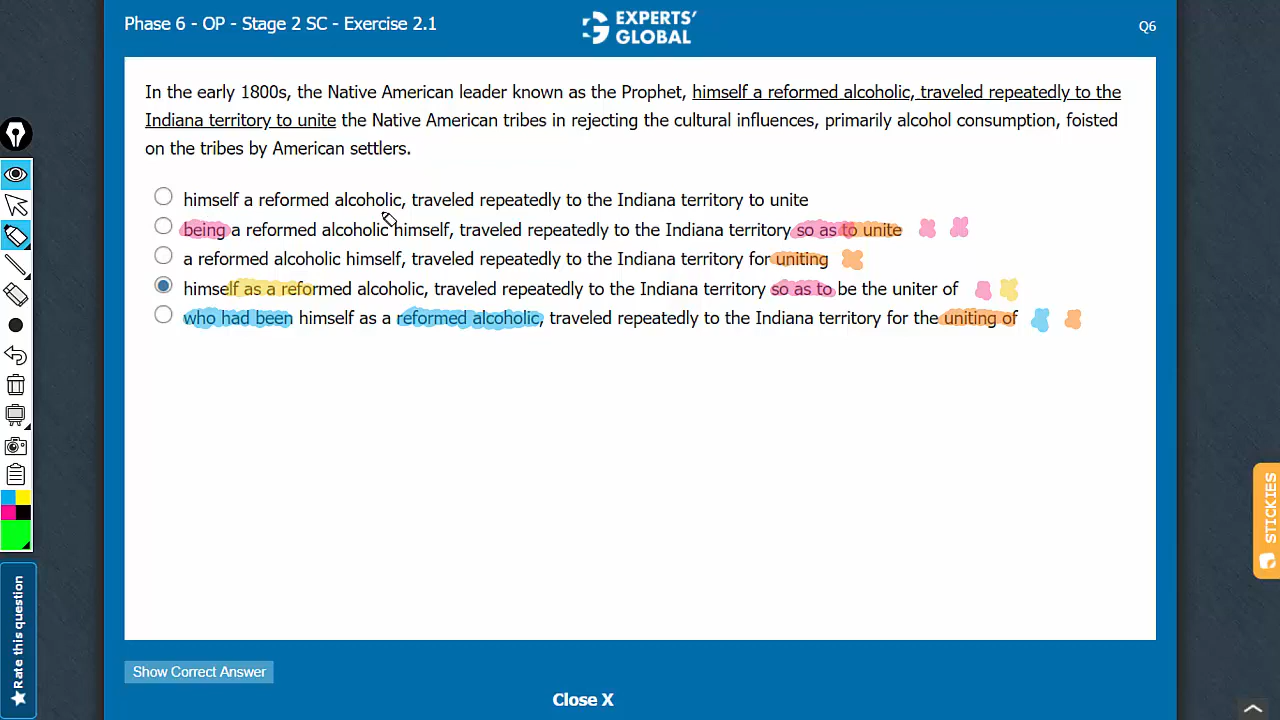 Phase 6 - OP - Stage 2 SC - Exercise 2.1
EXPERTS'
GLOBAL
Q6
In the early 1800s, the Native American leader known as the Prophet, himself a reformed alcoholic, traveled repeatedly to the
Indiana territory to unite the Native American tribes in rejecting the cultural influences, primarily alcohol consumption, foisted
on the tribes by American settlers.
himself a reformed alcoholic, traveled repeatedly to the Indiana territory to unite
being a reformed alcoholic himself, traveled repeatedly to the Indiana territory so as to unite
a reformed alcoholic himself, traveled repeatedly to the Indiana territory for uniting
himself as a reformed alcoholic, traveled repeatedly to the Indiana territory so as to be the uniter of
who had been himself as a reformed alcoholic, traveled repeatedly to the Indiana territory for the uniting of
STICKIES
Rate this question
Show Correct Answer
Close X